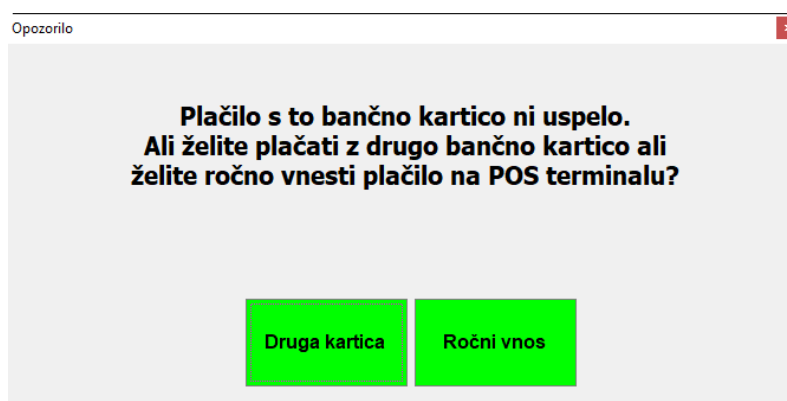 Opozorilo
Plačilo s to bančno kartico ni uspelo.
Ali želite plačati z drugo bančno kartico ali
želite ročno vnesti plačilo na POS terminalu?
Druga kartica
Ročni vnos